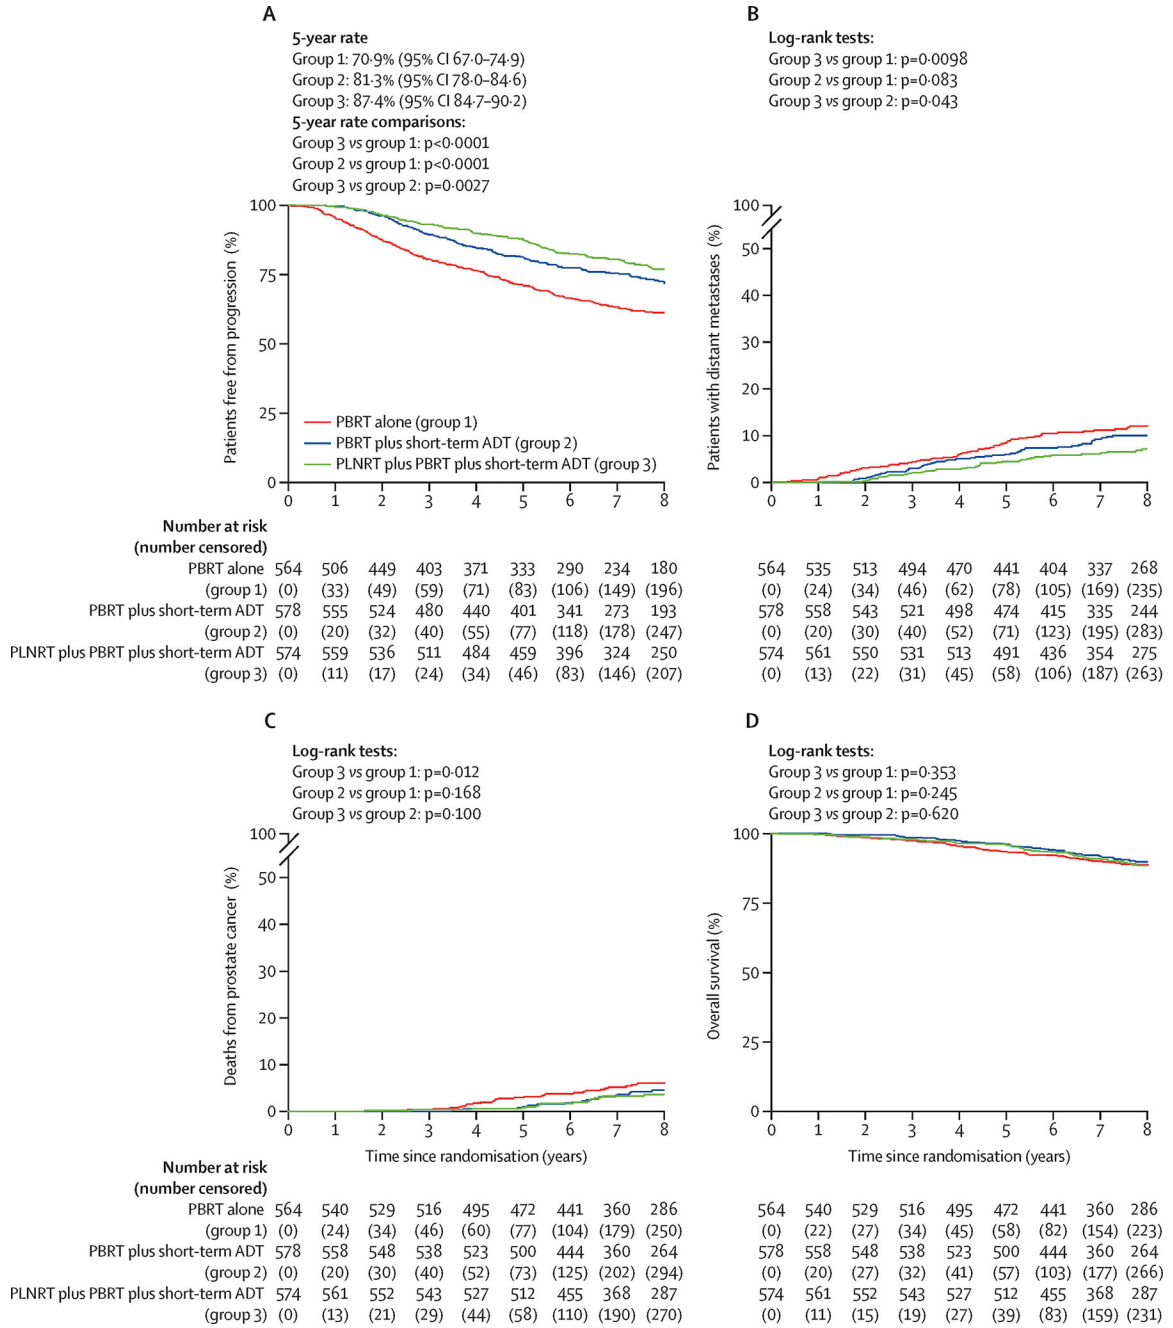 A
5-year rate
Group 1: 70·9% (95% CI 67·0–74·9)
Group 2: 81·3% (95% CI 78·0–84·6)
Group 3: 87·4% (95% CI 84·7–90·2)
5-year rate comparisons:
Group 3 vs group 1: p<0·0001
Group 2 vs group 1: p<0·0001
Group 3 vs group 2: p=0·0027
100
75
50
25
0
Patients free from progression (%)
PBRT alone (group 1)
PBRT plus short-term ADT (group 2)
PLNRT plus PBRT plus short-term ADT (group 3)
0 1 2 3 4 5 6 7 8
B
Log-rank tests:
Group 3 vs group 1: p=0·0098
Group 2 vs group 1: p=0·083
Group 3 vs group 2: p=0·043
100
50
40
30
20
10
0
Patients with distant metastases (%)
0 1 2 3 4 5 6 7 8
Number at risk
(number censored)
PBRT alone 564 506 449 403 371 333 290 234 180 564 535 513 494 470 441 404 337 268
(group 1) (0) (33) (49) (59) (71) (83) (106) (149) (196) (0) (24) (34) (46) (62) (78) (105) (169) (235)
PBRT plus short-term ADT 578 555 524 480 440 401 341 273 193 578 558 543 521 498 474 415 335 244
(group 2) (0) (20) (32) (40) (55) (77) (118) (178) (247) (0) (20) (30) (40) (52) (71) (123) (195) (283)
PLNRT plus PBRT plus short-term ADT 574 559 536 511 484 459 396 324 250 574 561 550 531 513 491 436 354 275
(group 3) (0) (11) (17) (24) (34) (46) (83) (146) (207) (0) (13) (22) (31) (45) (58) (106) (187) (263)
C
Log-rank tests:
Group 3 vs group 1: p=0·012
Group 2 vs group 1: p=0·168
Group 3 vs group 2: p=0·100
100
50
40
30
20
10
0
Deaths from prostate cancer (%)
0 1 2 3 4 5 6 7 8
Time since randomisation (years)
D
Log-rank tests:
Group 3 vs group 1: p=0·353
Group 2 vs group 1: p=0·245
Group 3 vs group 2: p=0·620
100
75
50
25
0
Overall survival (%)
0 1 2 3 4 5 6 7 8
Time since randomisation (years)
Number at risk
(number censored)
PBRT alone 564 540 529 516 495 472 441 360 286 564 540 529 516 495 472 441 360 286
(group 1) (0) (24) (34) (46) (60) (77) (104) (179) (250) (0) (22) (27) (34) (45) (58) (82) (154) (223)
PBRT plus short-term ADT 578 558 548 538 523 500 444 360 264 578 558 548 538 523 500 444 360 264
(group 2) (0) (20) (30) (40) (52) (73) (125) (202) (294) (0) (20) (27) (32) (41) (57) (103) (177) (266)
PLNRT plus PBRT plus short-term ADT 574 561 552 543 527 512 455 368 287 574 561 552 543 527 512 455 368 287
(group 3) (0) (13) (21) (29) (44) (58) (110) (190) (270) (0) (11) (15) (19) (27) (39) (83) (159) (231)